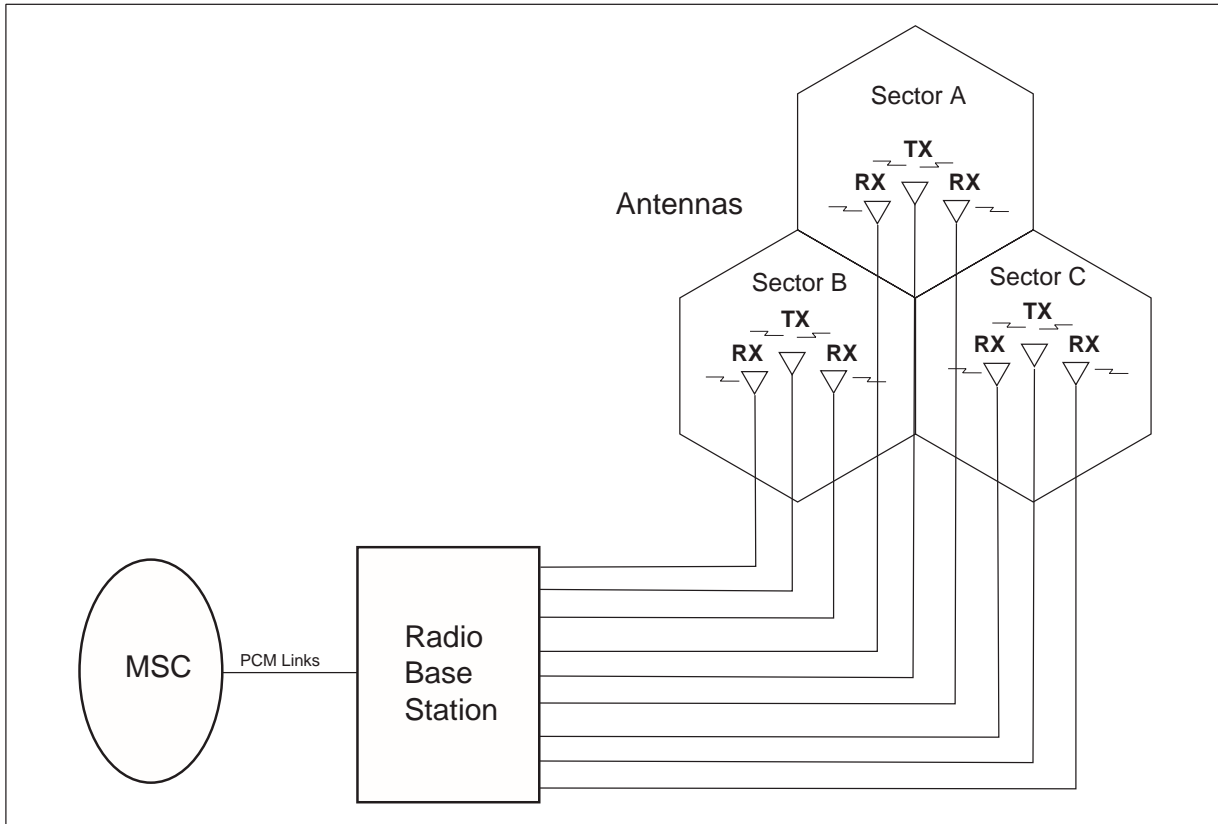 Sector A
TX
RX RX
Antennas
Sector B
TX
RX RX
Sector C
TX
RX RX
MSC
PCM Links
Radio
Base
Station